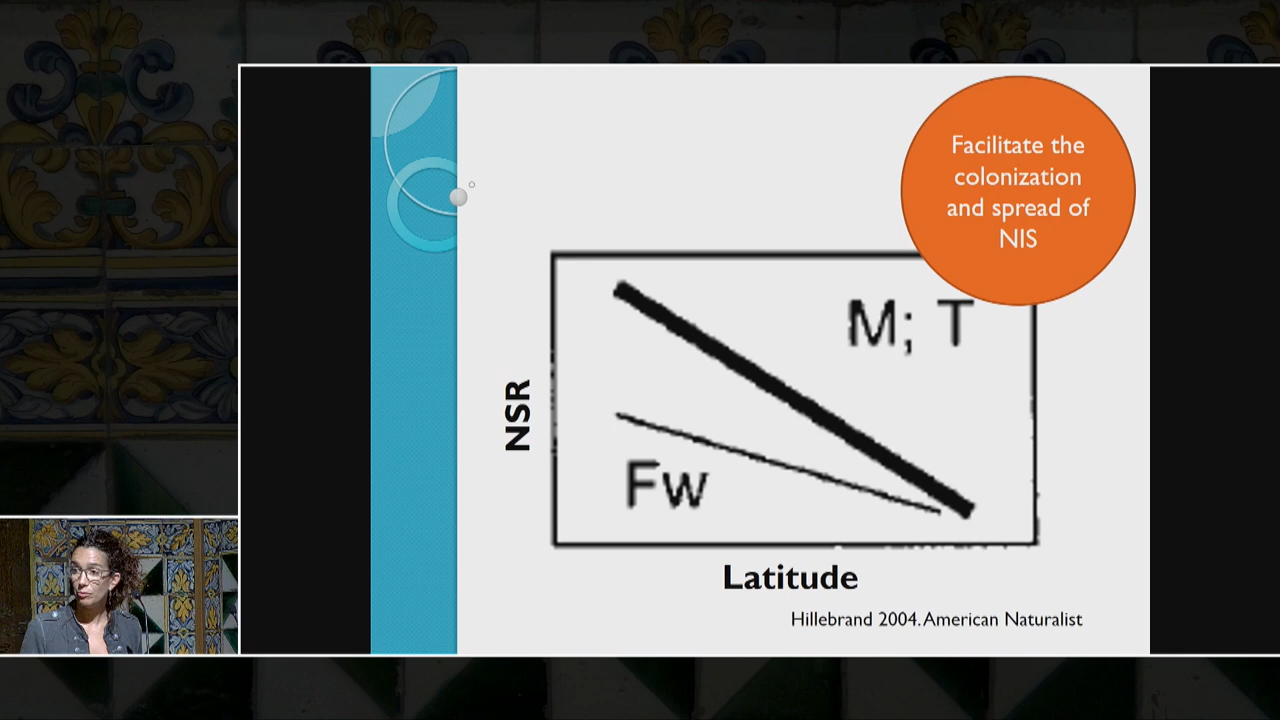 Facilitate the
colonization
and spread of
NIS
M; T
NSR
Fw
Latitude
Hillebrand 2004. American Naturalist